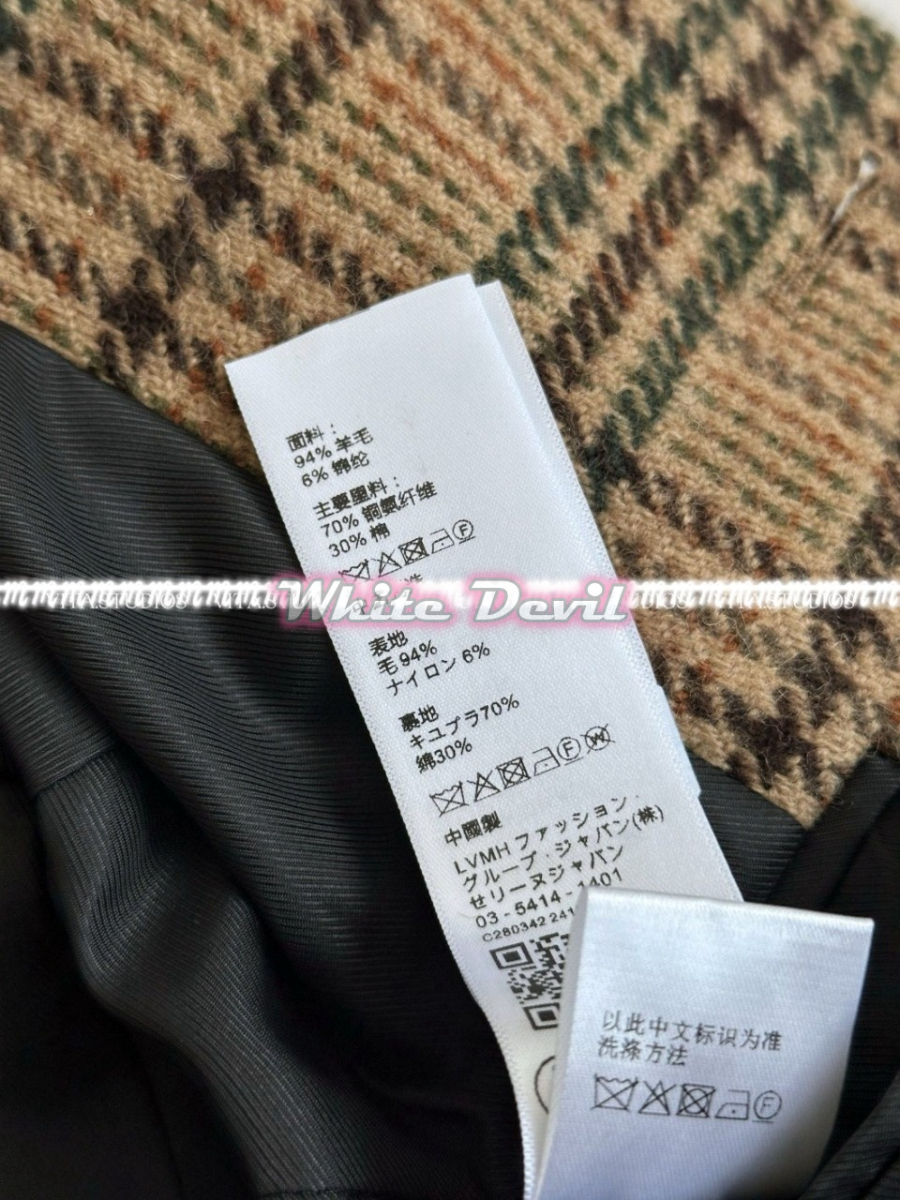 面料：
94% 羊毛
6% 锦纶
主要里料：
70% 铜氨纤维
30% 棉
White Devil
表地
毛 94%
ナイロン 6%
裏地
キュプラ70%
綿30%
中國製
LVMH ファッション.
グループ.ジャパン(株)
セリーヌジャパン
03-5414-1401
C280342 241
以此中文标识为准
洗涤方法